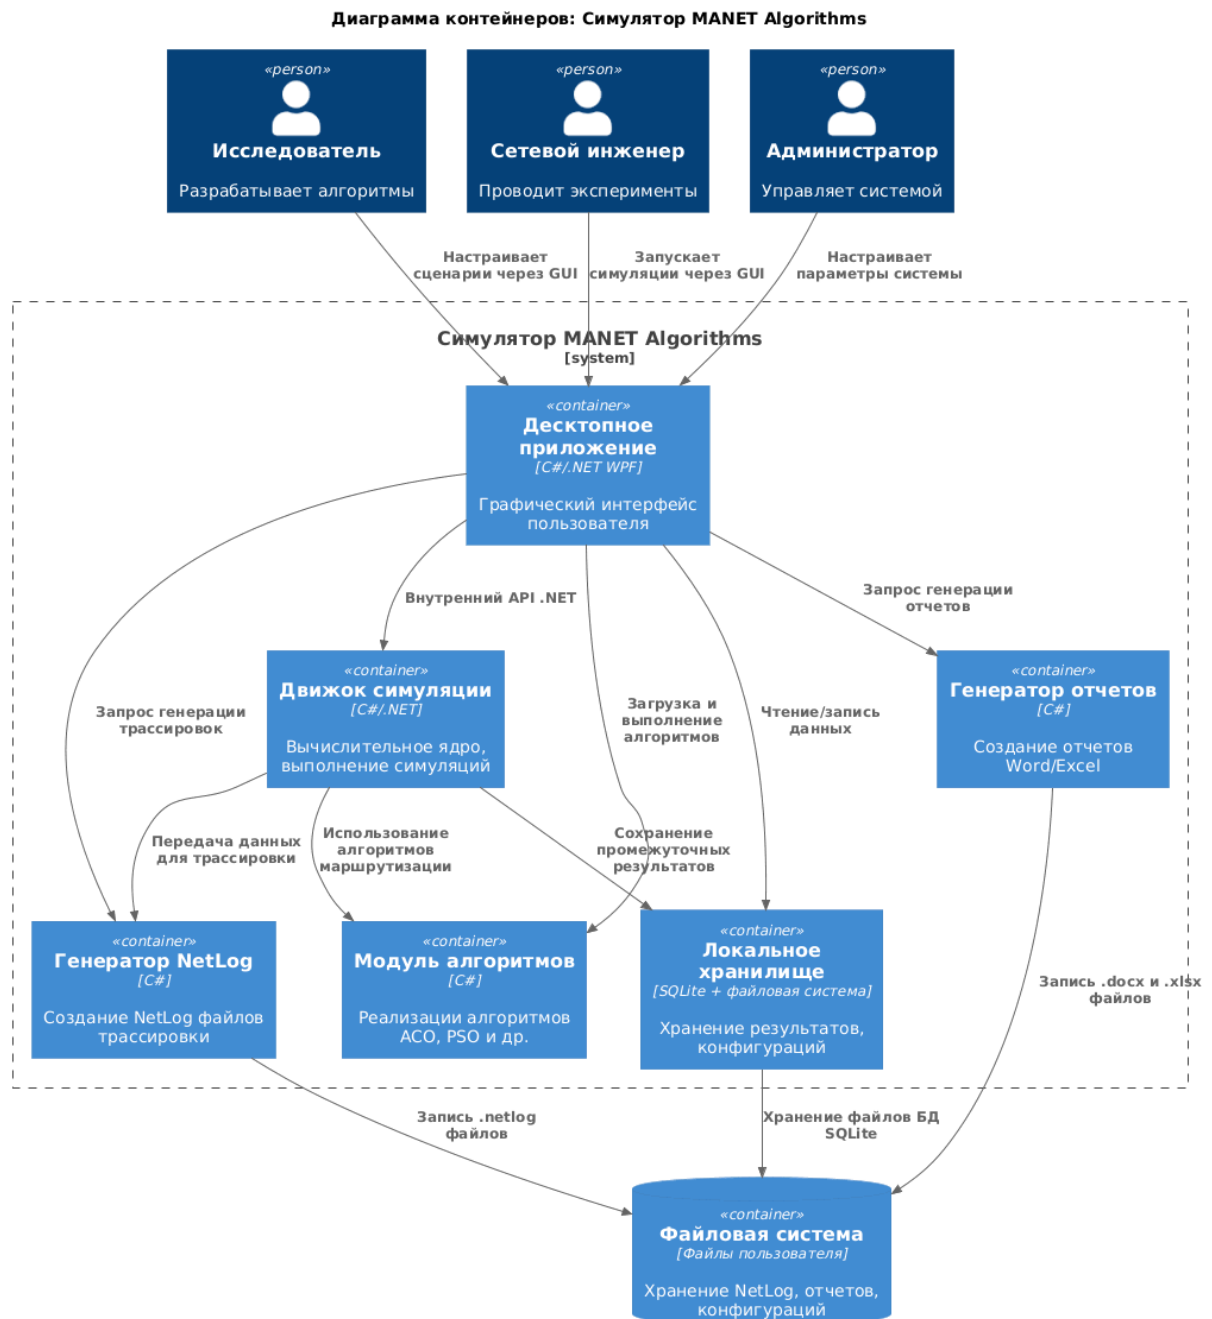 Диаграмма контейнеров: Симулятор MANET Algorithms
«person»
Исследователь
Разрабатывает алгоритмы
«person»
Сетевой инженер
Проводит эксперименты
«person»
Администратор
Управляет системой
Настраивает
сценарии через GUI
Запускает
симуляции через GUI
Настраивает
параметры системы
Симулятор MANET Algorithms
[system]
«container»
Десктопное
приложение
[C#/.NET WPF]
Графический интерфейс
пользователя
Внутренний API .NET
Запрос генерации
отчетов
Запрос генерации
трассировок
«container»
Движок симуляции
[C#/.NET]
Вычислительное ядро,
выполнение симуляций
Загрузка и
выполнение
алгоритмов
Чтение/запись
данных
«container»
Генератор отчетов
[C#]
Создание отчетов
Word/Excel
Передача данных
для трассировки
Использование
алгоритмов
маршрутизации
Сохранение
промежуточных
результатов
«container»
Генератор NetLog
[C#]
Создание NetLog файлов
трассировки
«container»
Модуль алгоритмов
[C#]
Реализации алгоритмов
ACO, PSO и др.
«container»
Локальное
хранилище
[SQLite + файловая система]
Хранение результатов,
конфигураций
Запись .docx и .xlsx
файлов
Запись .netlog
файлов
Хранение файлов БД
SQLite
«container»
Файловая система
[Файлы пользователя]
Хранение NetLog, отчетов,
конфигураций